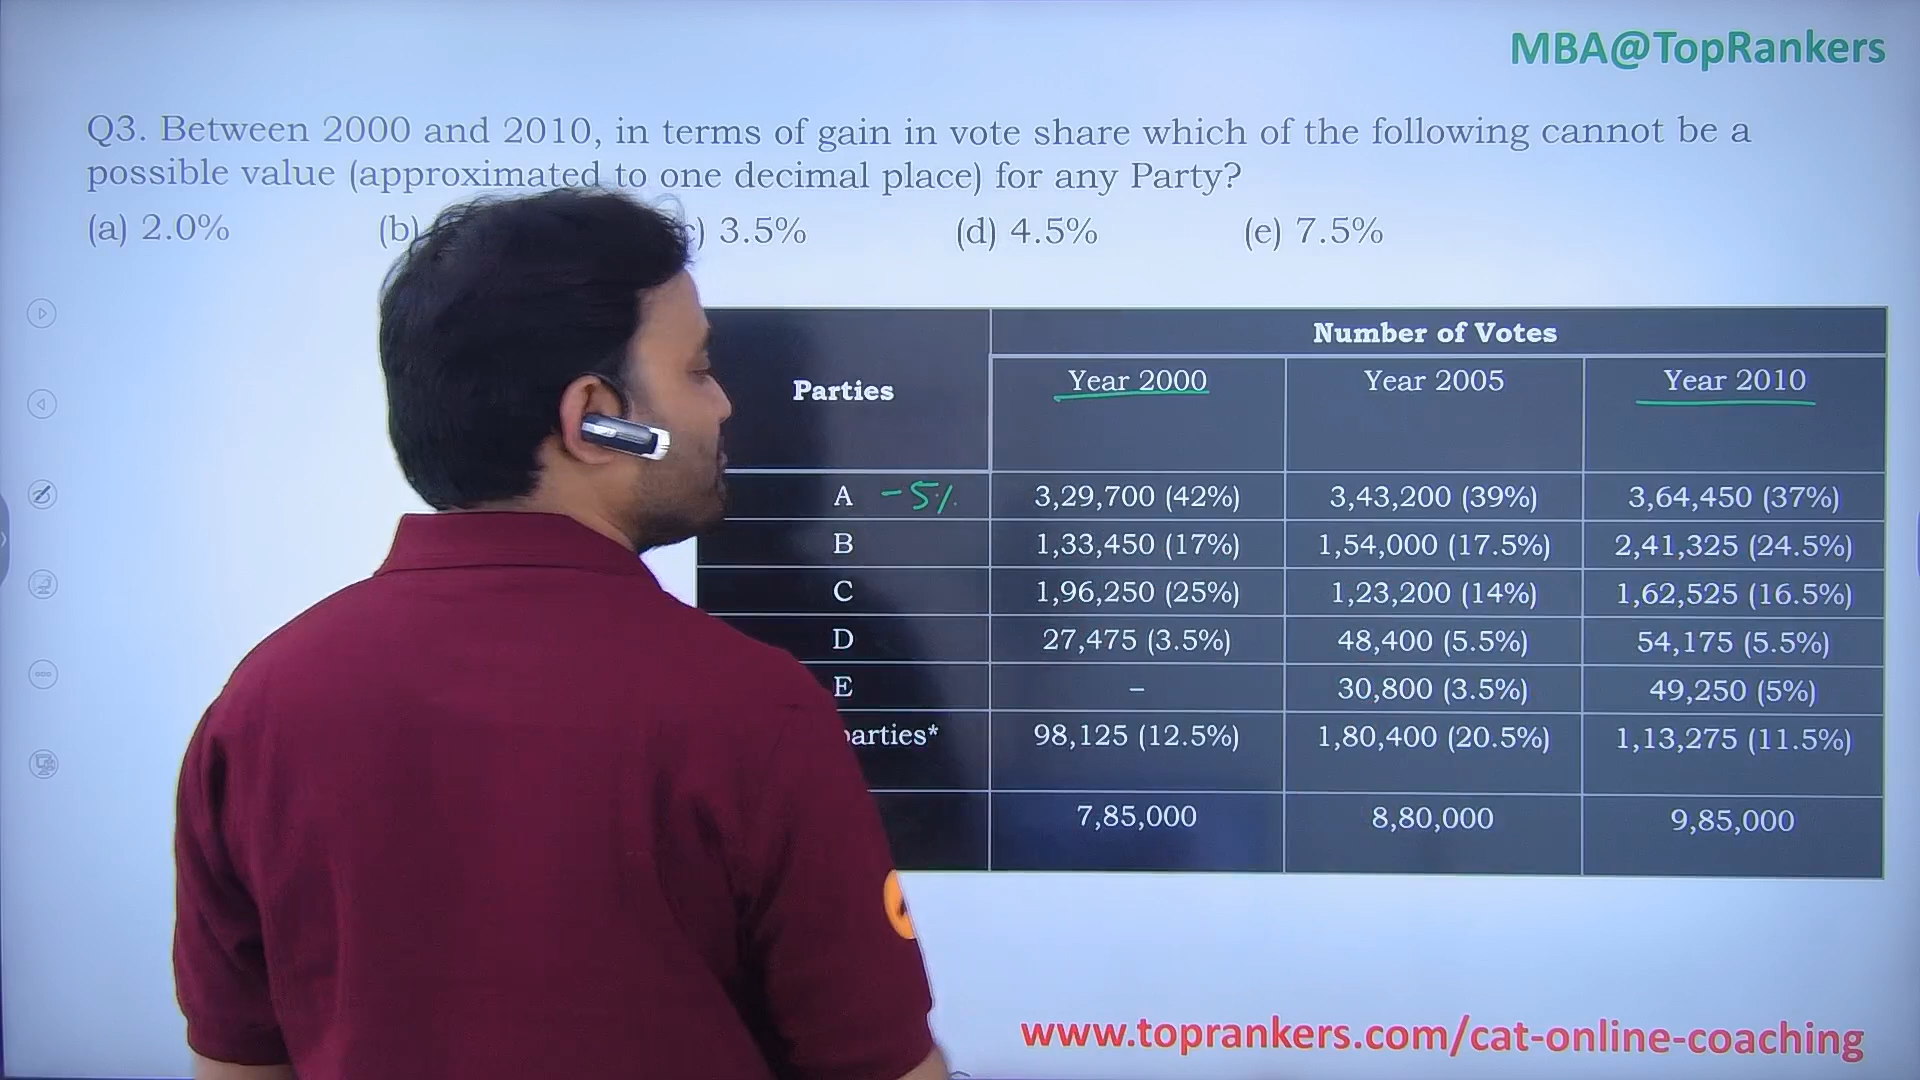 MBA@TopRankers
Q3. Between 2000 and 2010, in terms of gain in vote share which of the following cannot be a
possible value (approximated to one decimal place) for any Party?
(a) 2.0% (b) ) 3.5% (d) 4.5% (e) 7.5%
Number of Votes
Parties Year 2000 Year 2005 Year 2010
A -5% 3,29,700 (42%) 3,43,200 (39%) 3,64,450 (37%)
B 1,33,450 (17%) 1,54,000 (17.5%) 2,41,325 (24.5%)
C 1,96,250 (25%) 1,23,200 (14%) 1,62,525 (16.5%)
D 27,475 (3.5%) 48,400 (5.5%) 54,175 (5.5%)
E – 30,800 (3.5%) 49,250 (5%)
parties* 98,125 (12.5%) 1,80,400 (20.5%) 1,13,275 (11.5%)
7,85,000 8,80,000 9,85,000
www.toprankers.com/cat-online-coaching